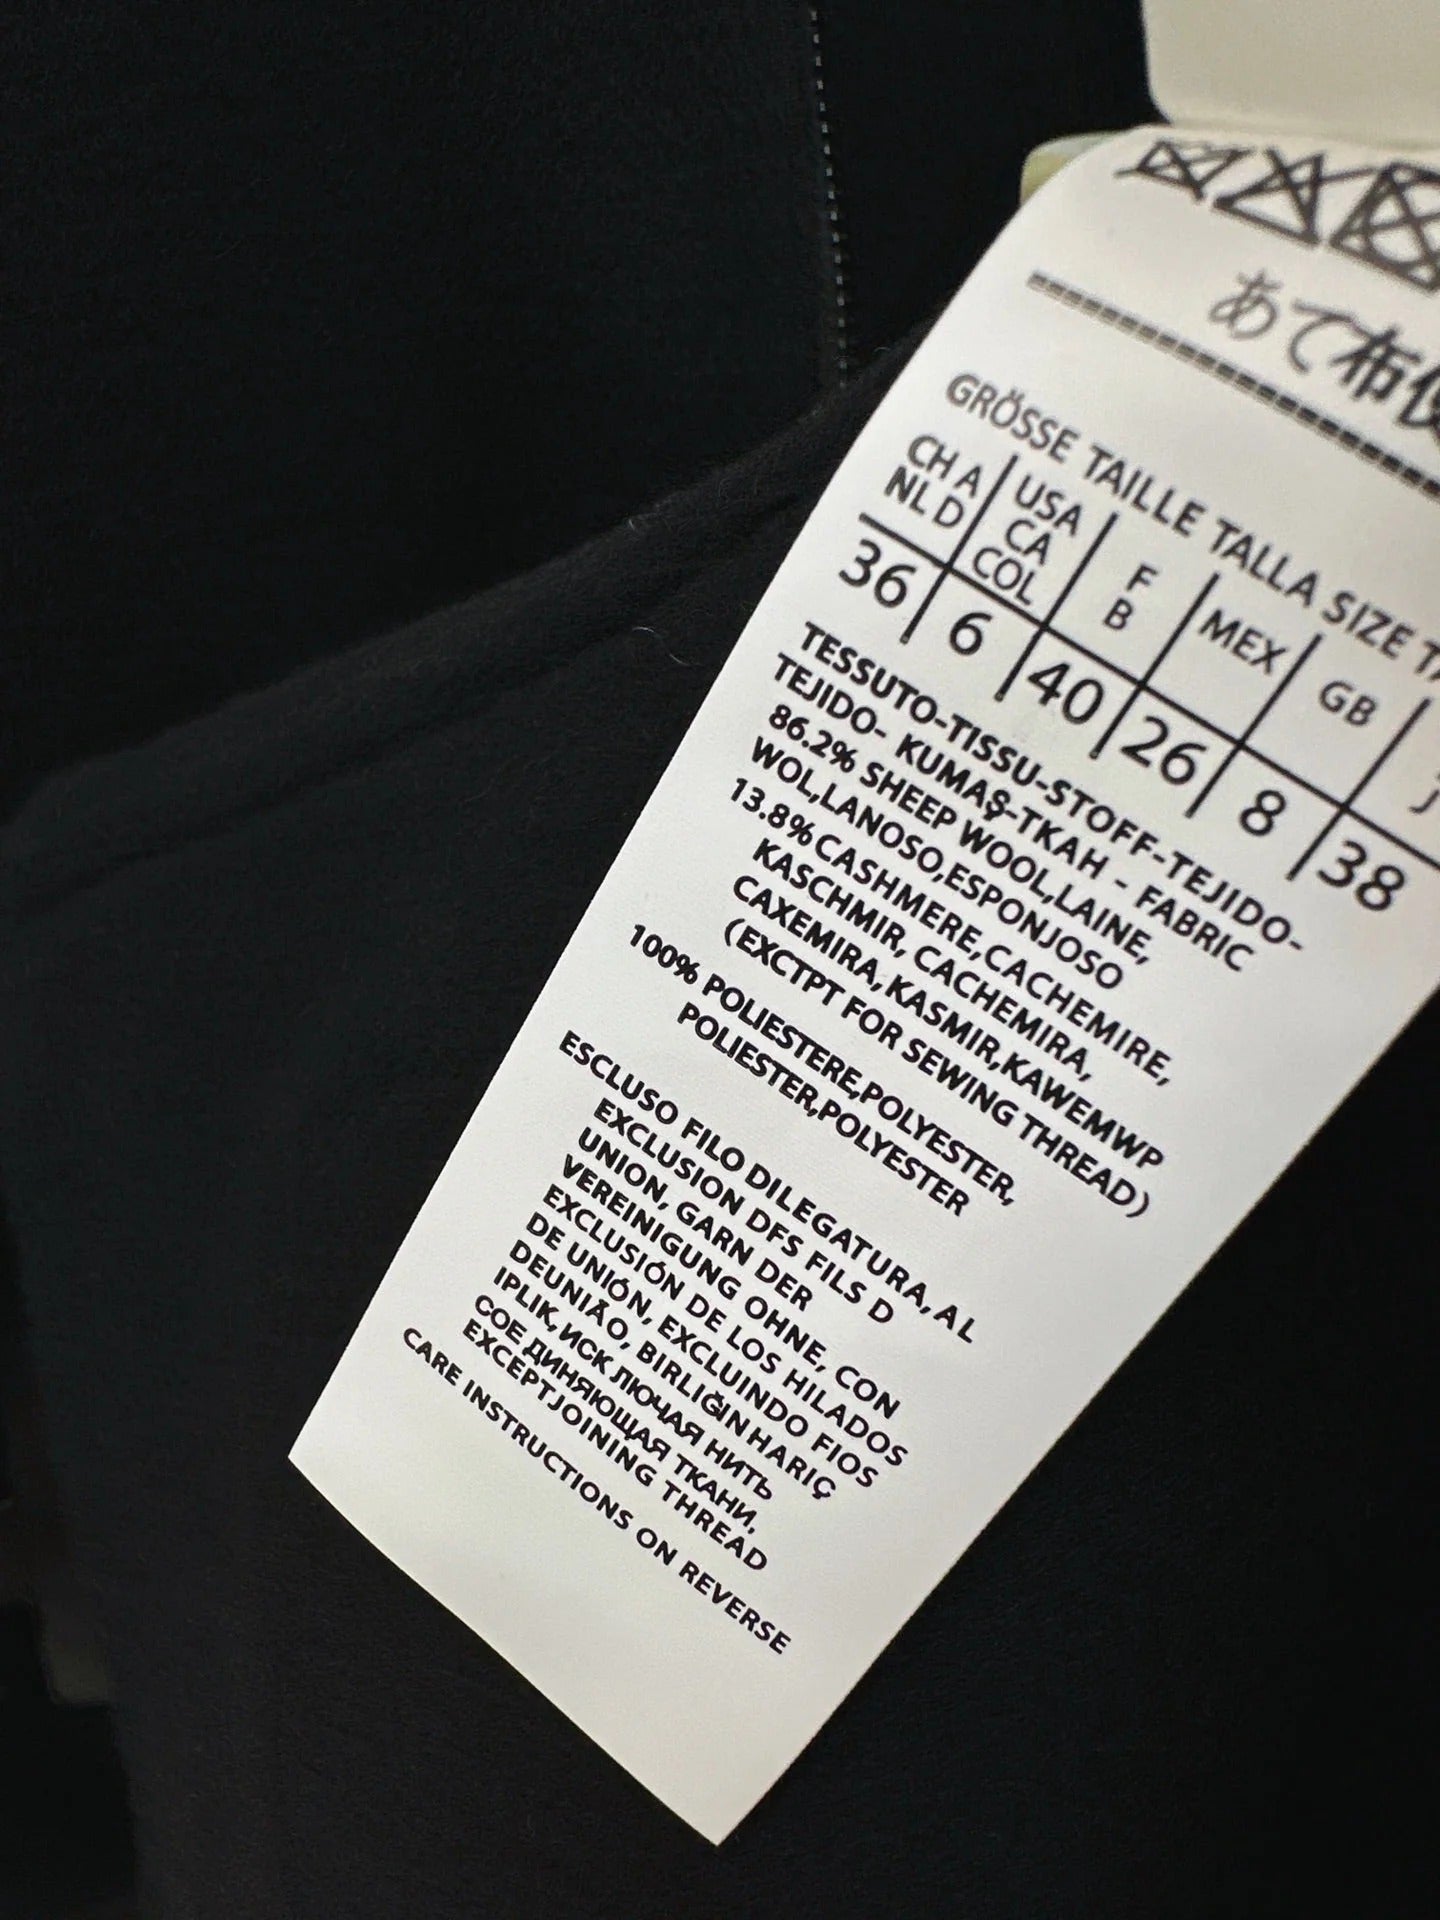 あて布使
GRÖSSE TAILLE TALLA SIZE
CH A USA F MEX GB
NL D CA B
COL
36 6 40 26 8 38
TESSUTO-TISSU-STOFF-TEJIDO-
TEJIDO- KUMAŞ-TKAH - FABRIC
86.2% SHEEP WOOL,LAINE,
WOL,LANOSO,ESPONJOSO
13.8%CASHMERE,CACHEMIRE,
KASCHMIR, CACHEMIRA,
CAXEMIRA,KASMIR,KAWEMWP
(EXCTPT FOR SEWING THREAD)
100% POLIESTERE,POLYESTER,
POLIESTER,POLYESTER
ESCLUSO FILO DILEGATURA, AL
EXCLUSION DFS FILS D
UNION, GARN DER
VEREINIGUNG OHNE, CON
EXCLUSIÓN DE LOS HILADOS
DE UNIÓN, EXCLUINDO FIOS
DEUNIÃO, BIRLIĞIN HARIÇ
IPLIK, ИСК ЛЮЧАЯ НИТЬ
СОЕ ДИНЯЮЩАЯ ТКАНИ,
EXCEPTJOINING THREAD
CARE INSTRUCTIONS ON REVERSE